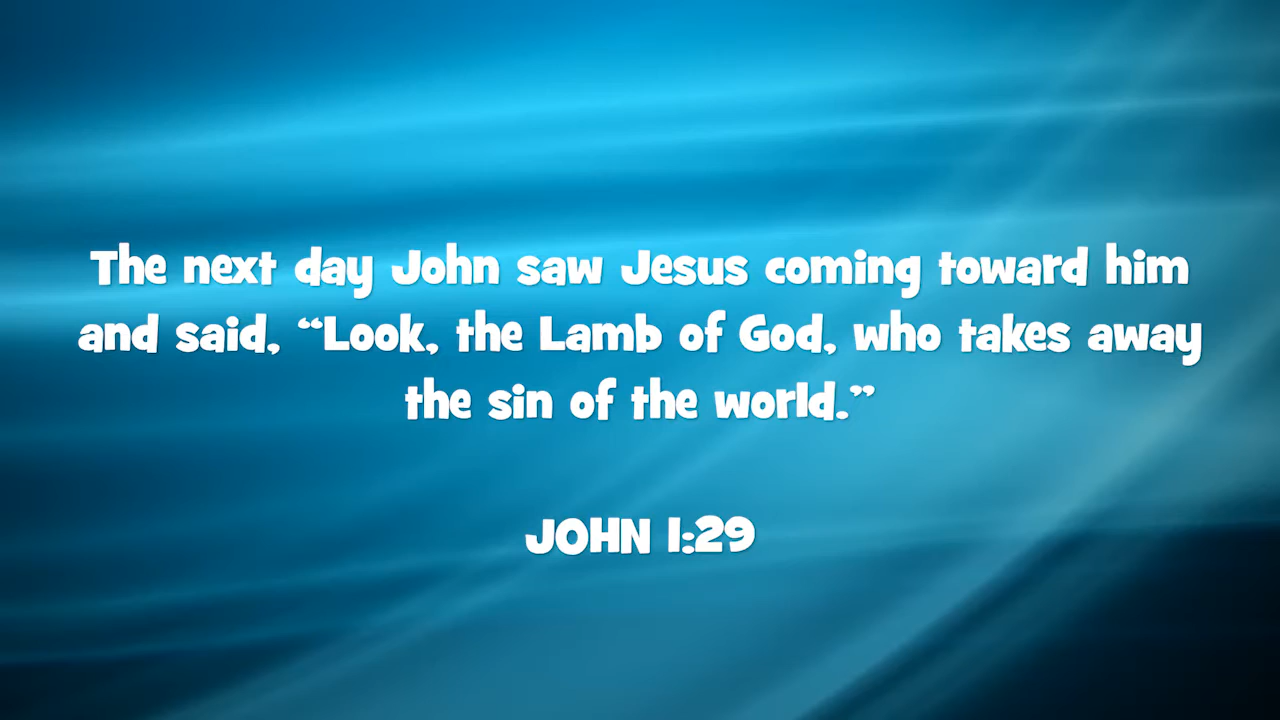 The next day John saw Jesus coming toward him
and said, “Look, the Lamb of God, who takes away
the sin of the world.”
JOHN 1:29